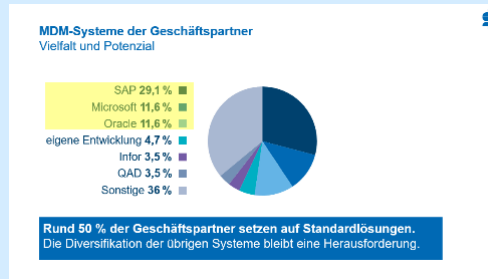 MDM-Systeme der Geschäftspartner
Vielfalt und Potenzial
SAP 29,1 %
Microsoft 11,6 %
Oracle 11,6 %
eigene Entwicklung 4,7 %
Infor 3,5 %
QAD 3,5 %
Sonstige 36 %
Rund 50 % der Geschäftspartner setzen auf Standardlösungen.
Die Diversifikation der übrigen Systeme bleibt eine Herausforderung.